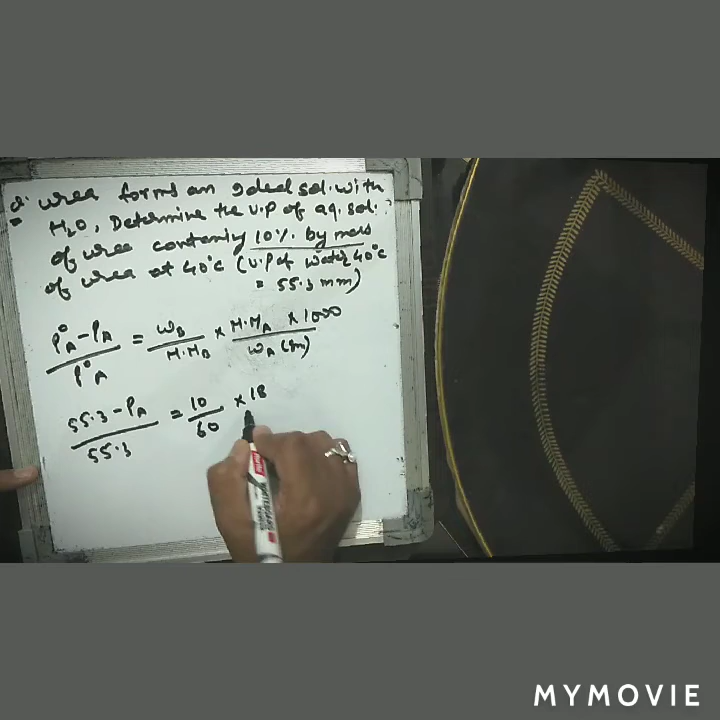 Q: urea forms an Ideal sol. with
H₂O, Determine the V.P of aq. sol.
of urea containing 10% by mass
of urea at 40°C (V.P of water 40°C
= 55.3 mm)
P°A - PA / P°A = WB / M.MB × M.MA × 1000 / WA (gm)
55.3 - PA / 55.3 = 10 / 60 × 18
MYMOVIE